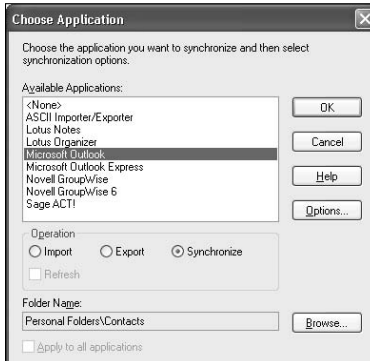 Choose Application
Choose the application you want to synchronize and then select
synchronization options.
Available Applications:
<None>
ASCII Importer/Exporter
Lotus Notes
Lotus Organizer
Microsoft Outlook
Microsoft Outlook Express
Novell GroupWise
Novell GroupWise 6
Sage ACT!
OK
Cancel
Help
Options...
Operation
Import Export Synchronize
Refresh
Folder Name:
Personal Folders\Contacts
Browse...
Apply to all applications